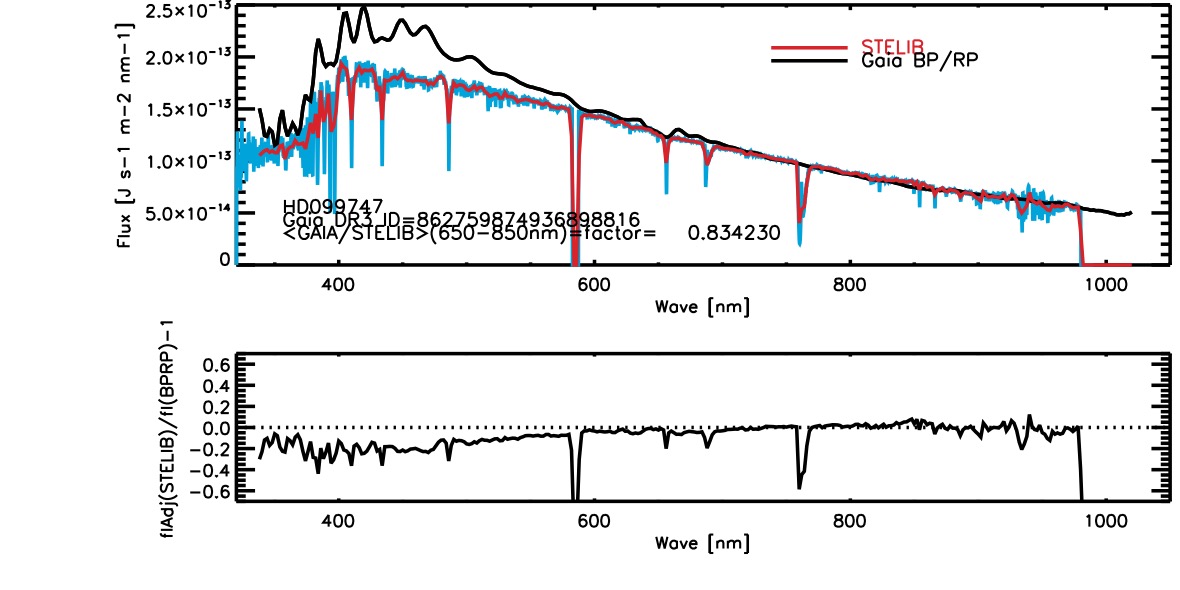 2.5×10−13
2.0×10−13
1.5×10−13
1.0×10−13
5.0×10−14
0
Flux [J s−1 m−2 nm−1]
STELIB
Gaia BP/RP
HD099747
Gaia DR3 ID=862759874936898816
<GAIA/STELIB>(650−850nm)=factor= 0.834230
400 600 800 1000
Wave [nm]
0.6
0.4
0.2
0.0
−0.2
−0.4
−0.6
flAdj(STELIB)/fl(BPRP)−1
400 600 800 1000
Wave [nm]